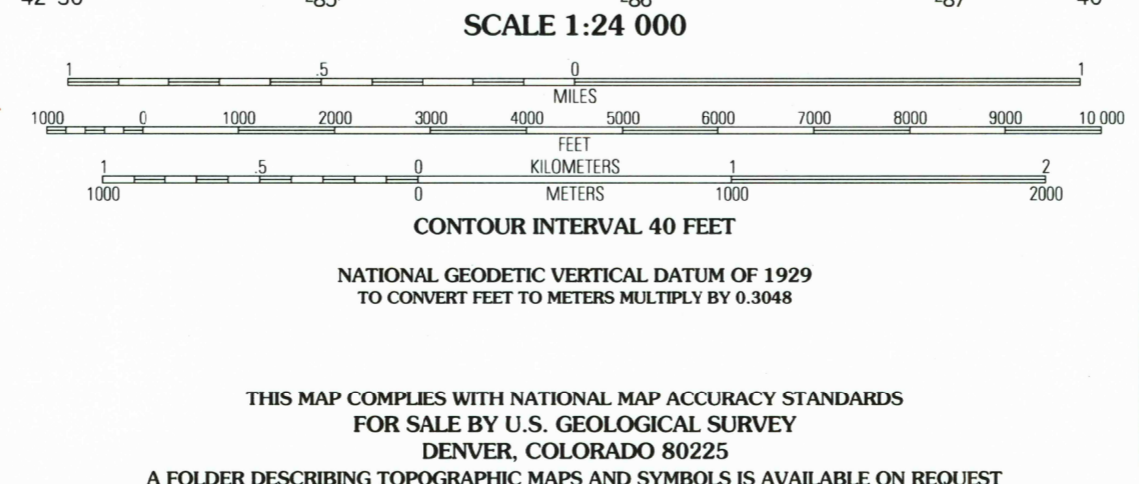 SCALE 1:24 000
1 .5 0 1
MILES
1000 0 1000 2000 3000 4000 5000 6000 7000 8000 9000 10 000
FEET
1 .5 0 KILOMETERS 1 2
1000 0 METERS 1000 2000
CONTOUR INTERVAL 40 FEET
NATIONAL GEODETIC VERTICAL DATUM OF 1929
TO CONVERT FEET TO METERS MULTIPLY BY 0.3048
THIS MAP COMPLIES WITH NATIONAL MAP ACCURACY STANDARDS
FOR SALE BY U.S. GEOLOGICAL SURVEY
DENVER, COLORADO 80225
A FOLDER DESCRIBING TOPOGRAPHIC MAPS AND SYMBOLS IS AVAILABLE ON REQUEST